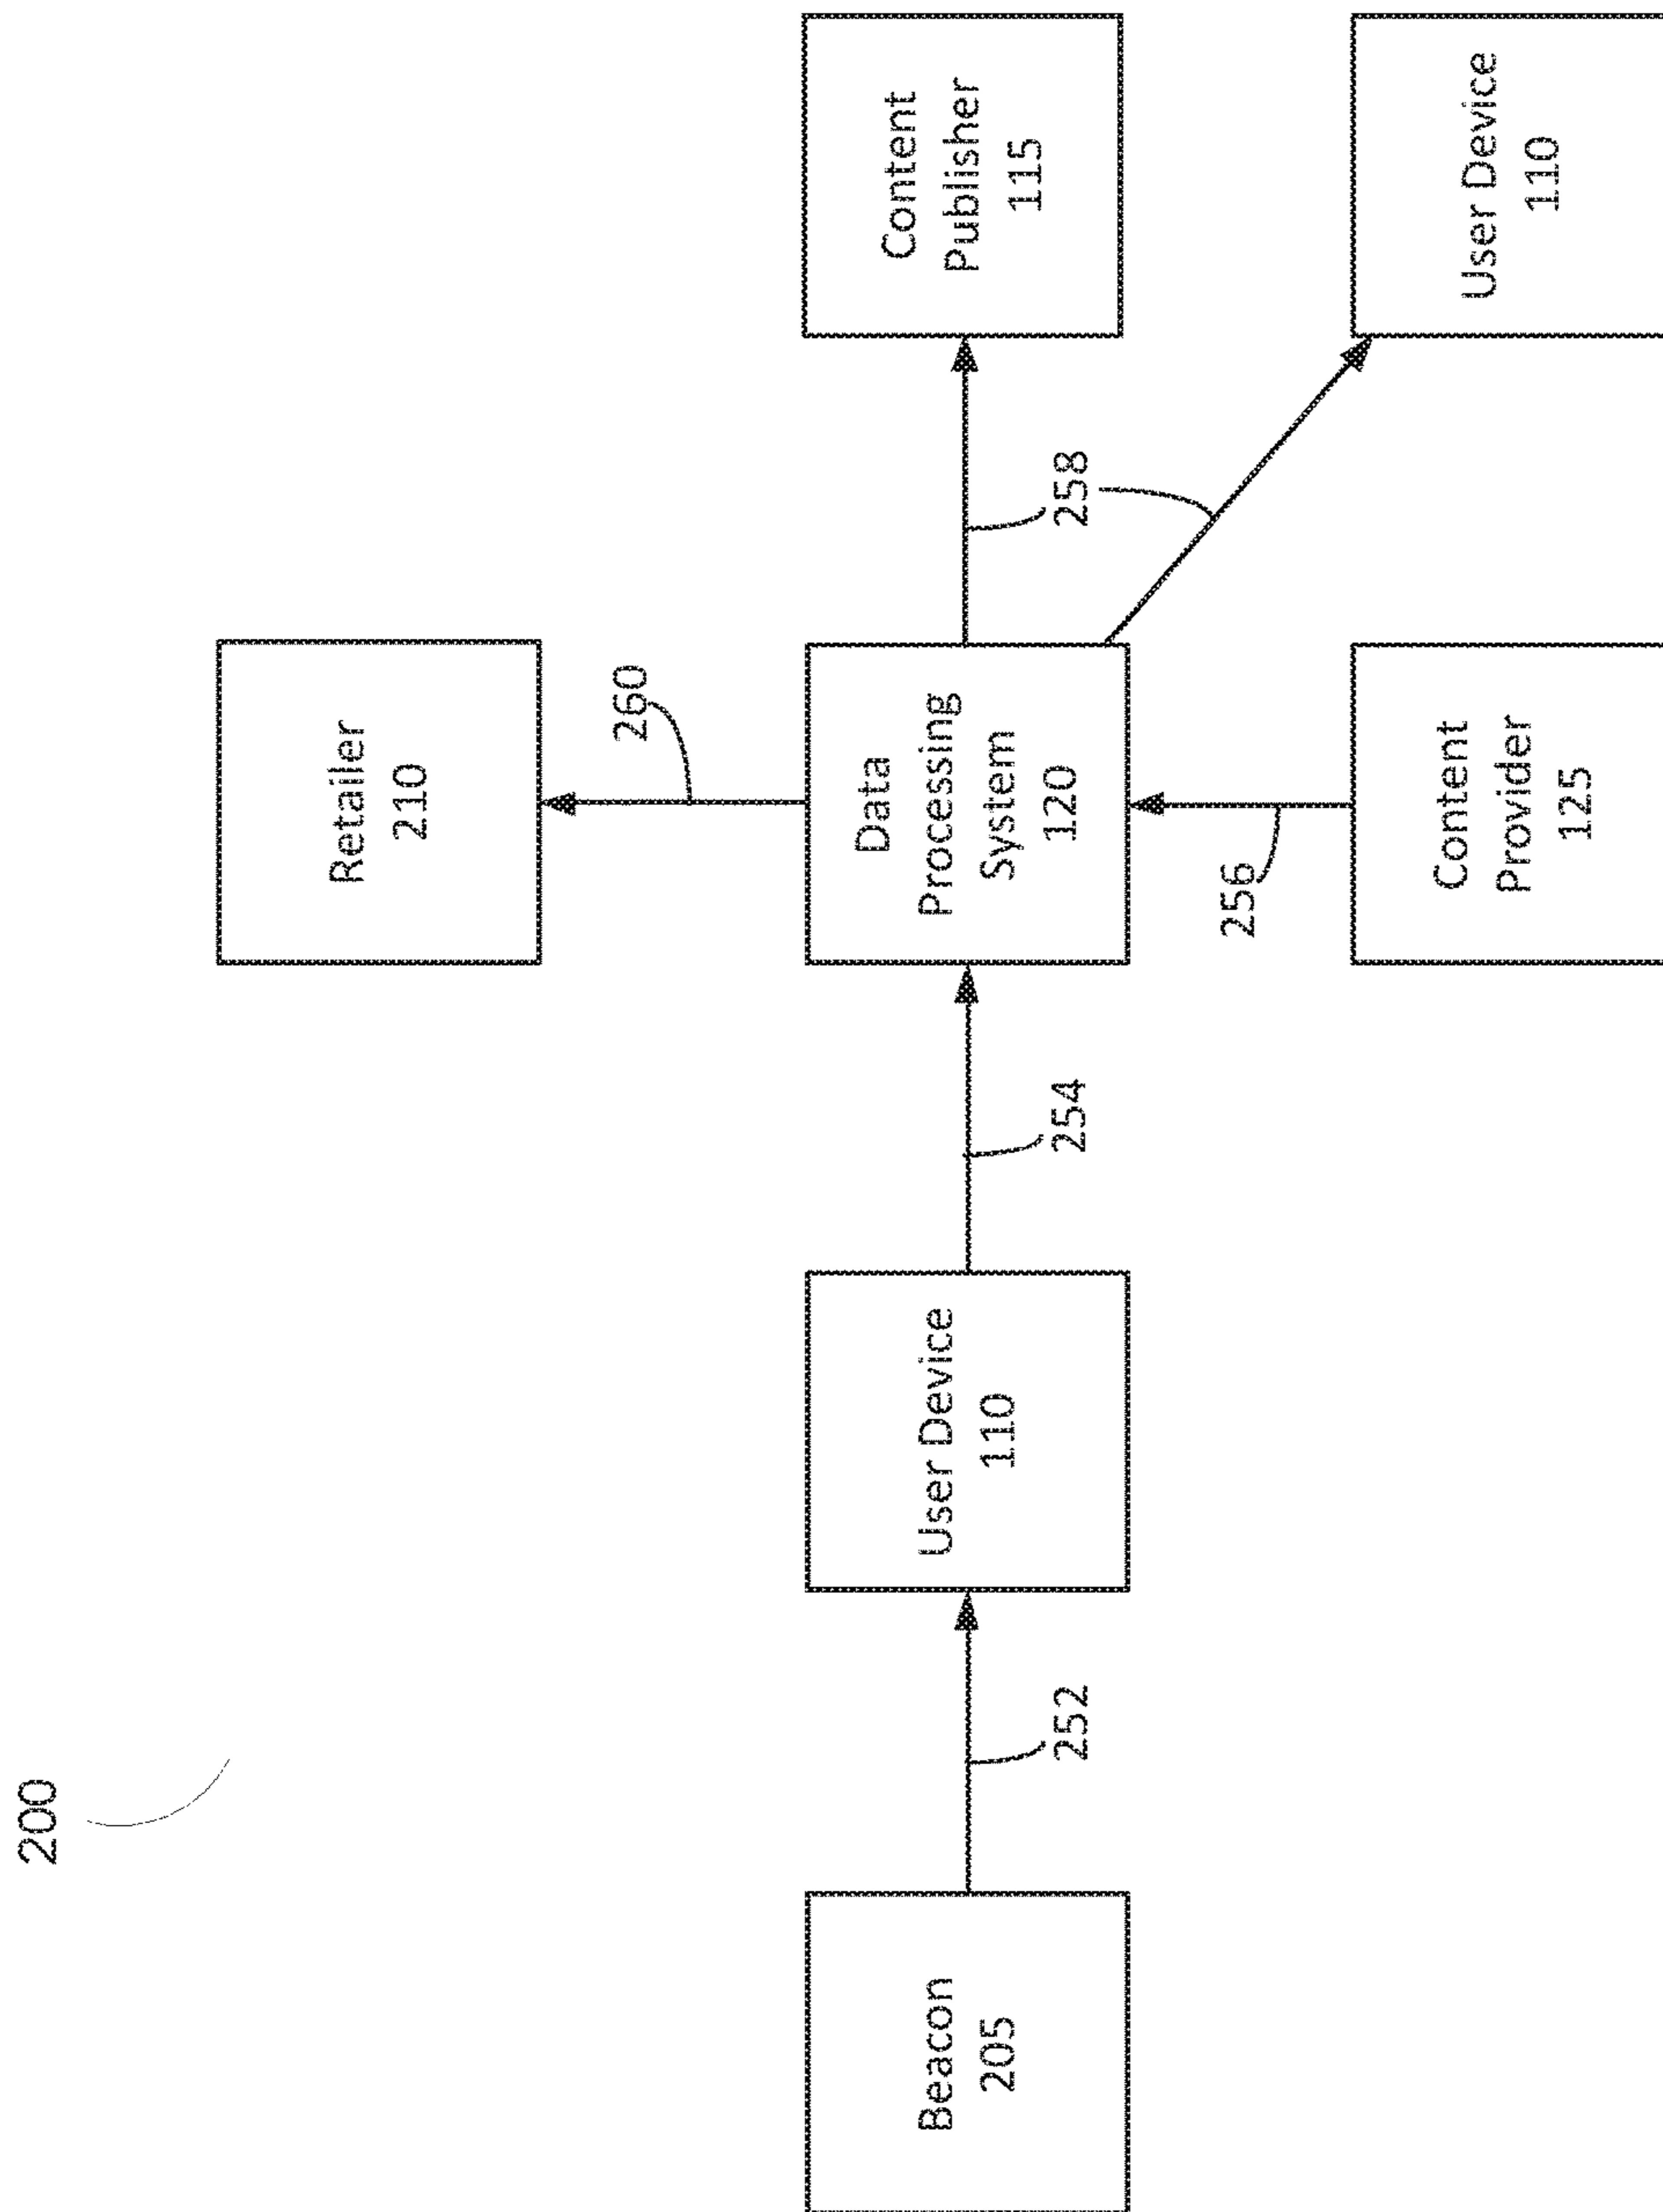 200
Retailer
210
260
Beacon
205
252
User Device
110
254
Data
Processing
System
120
258
Content
Publisher
115
256
Content
Provider
125
User Device
110